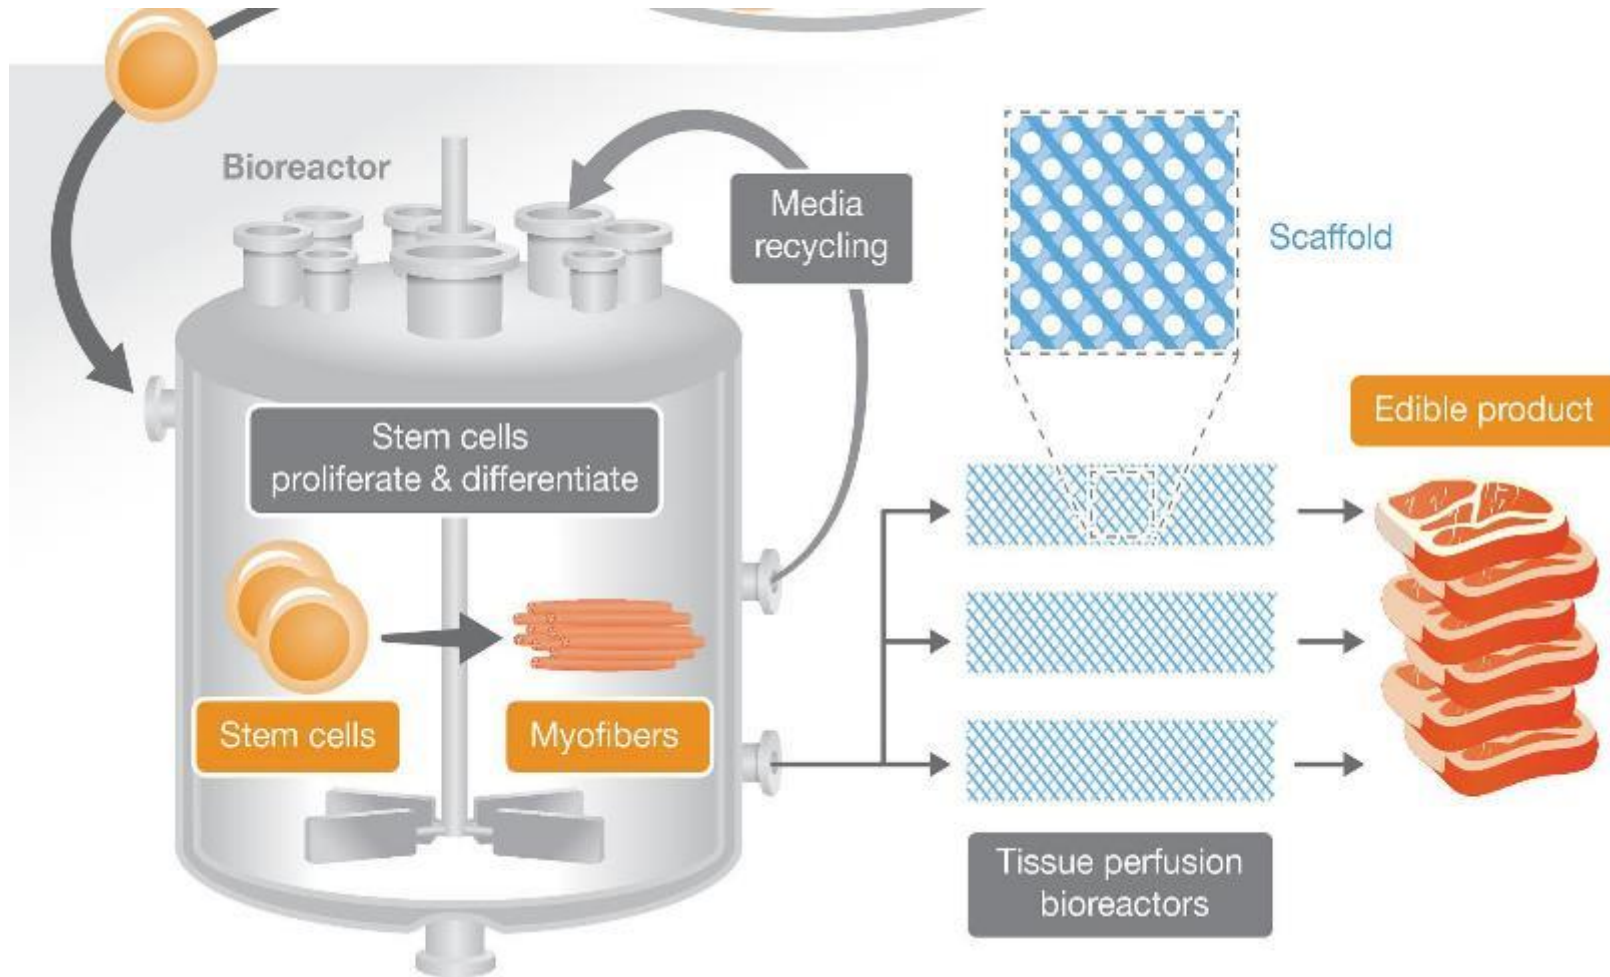 Bioreactor
Media
recycling
Scaffold
Edible product
Stem cells
proliferate & differentiate
Stem cells
Myofibers
Tissue perfusion
bioreactors